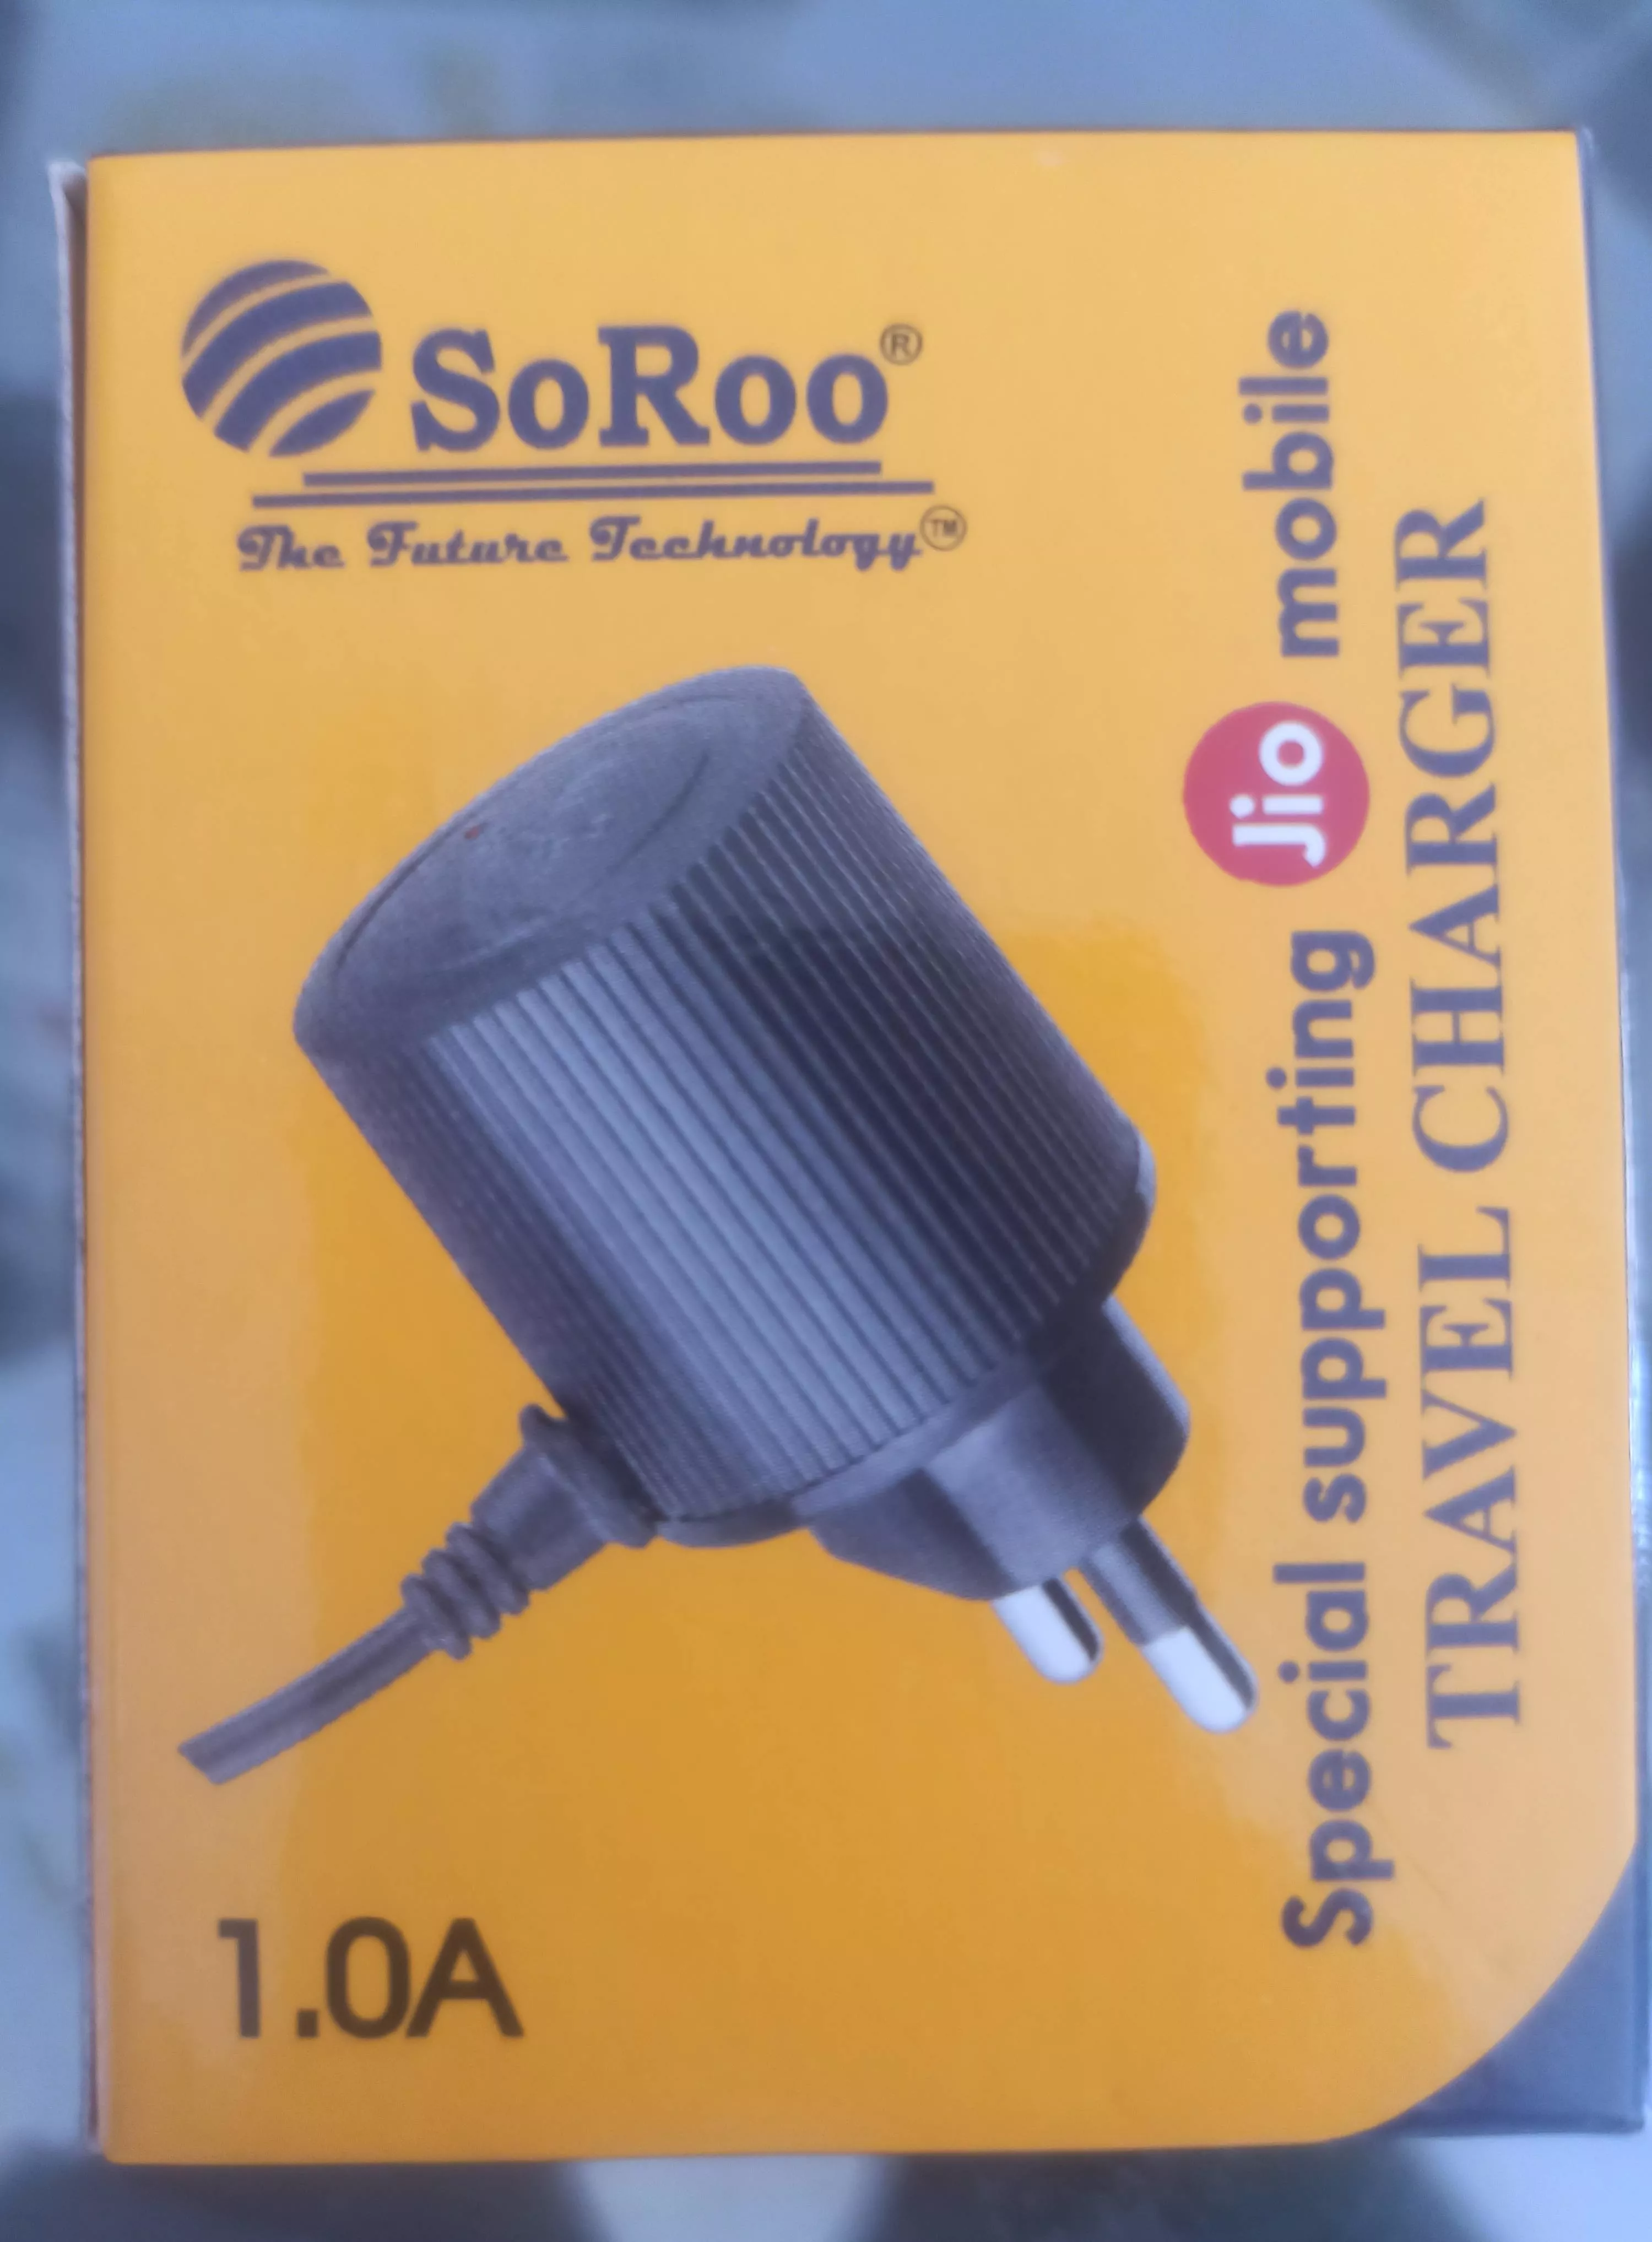 SoRoo®
The Future Technology™
Special supporting Jio mobile
TRAVEL CHARGER
1.0A